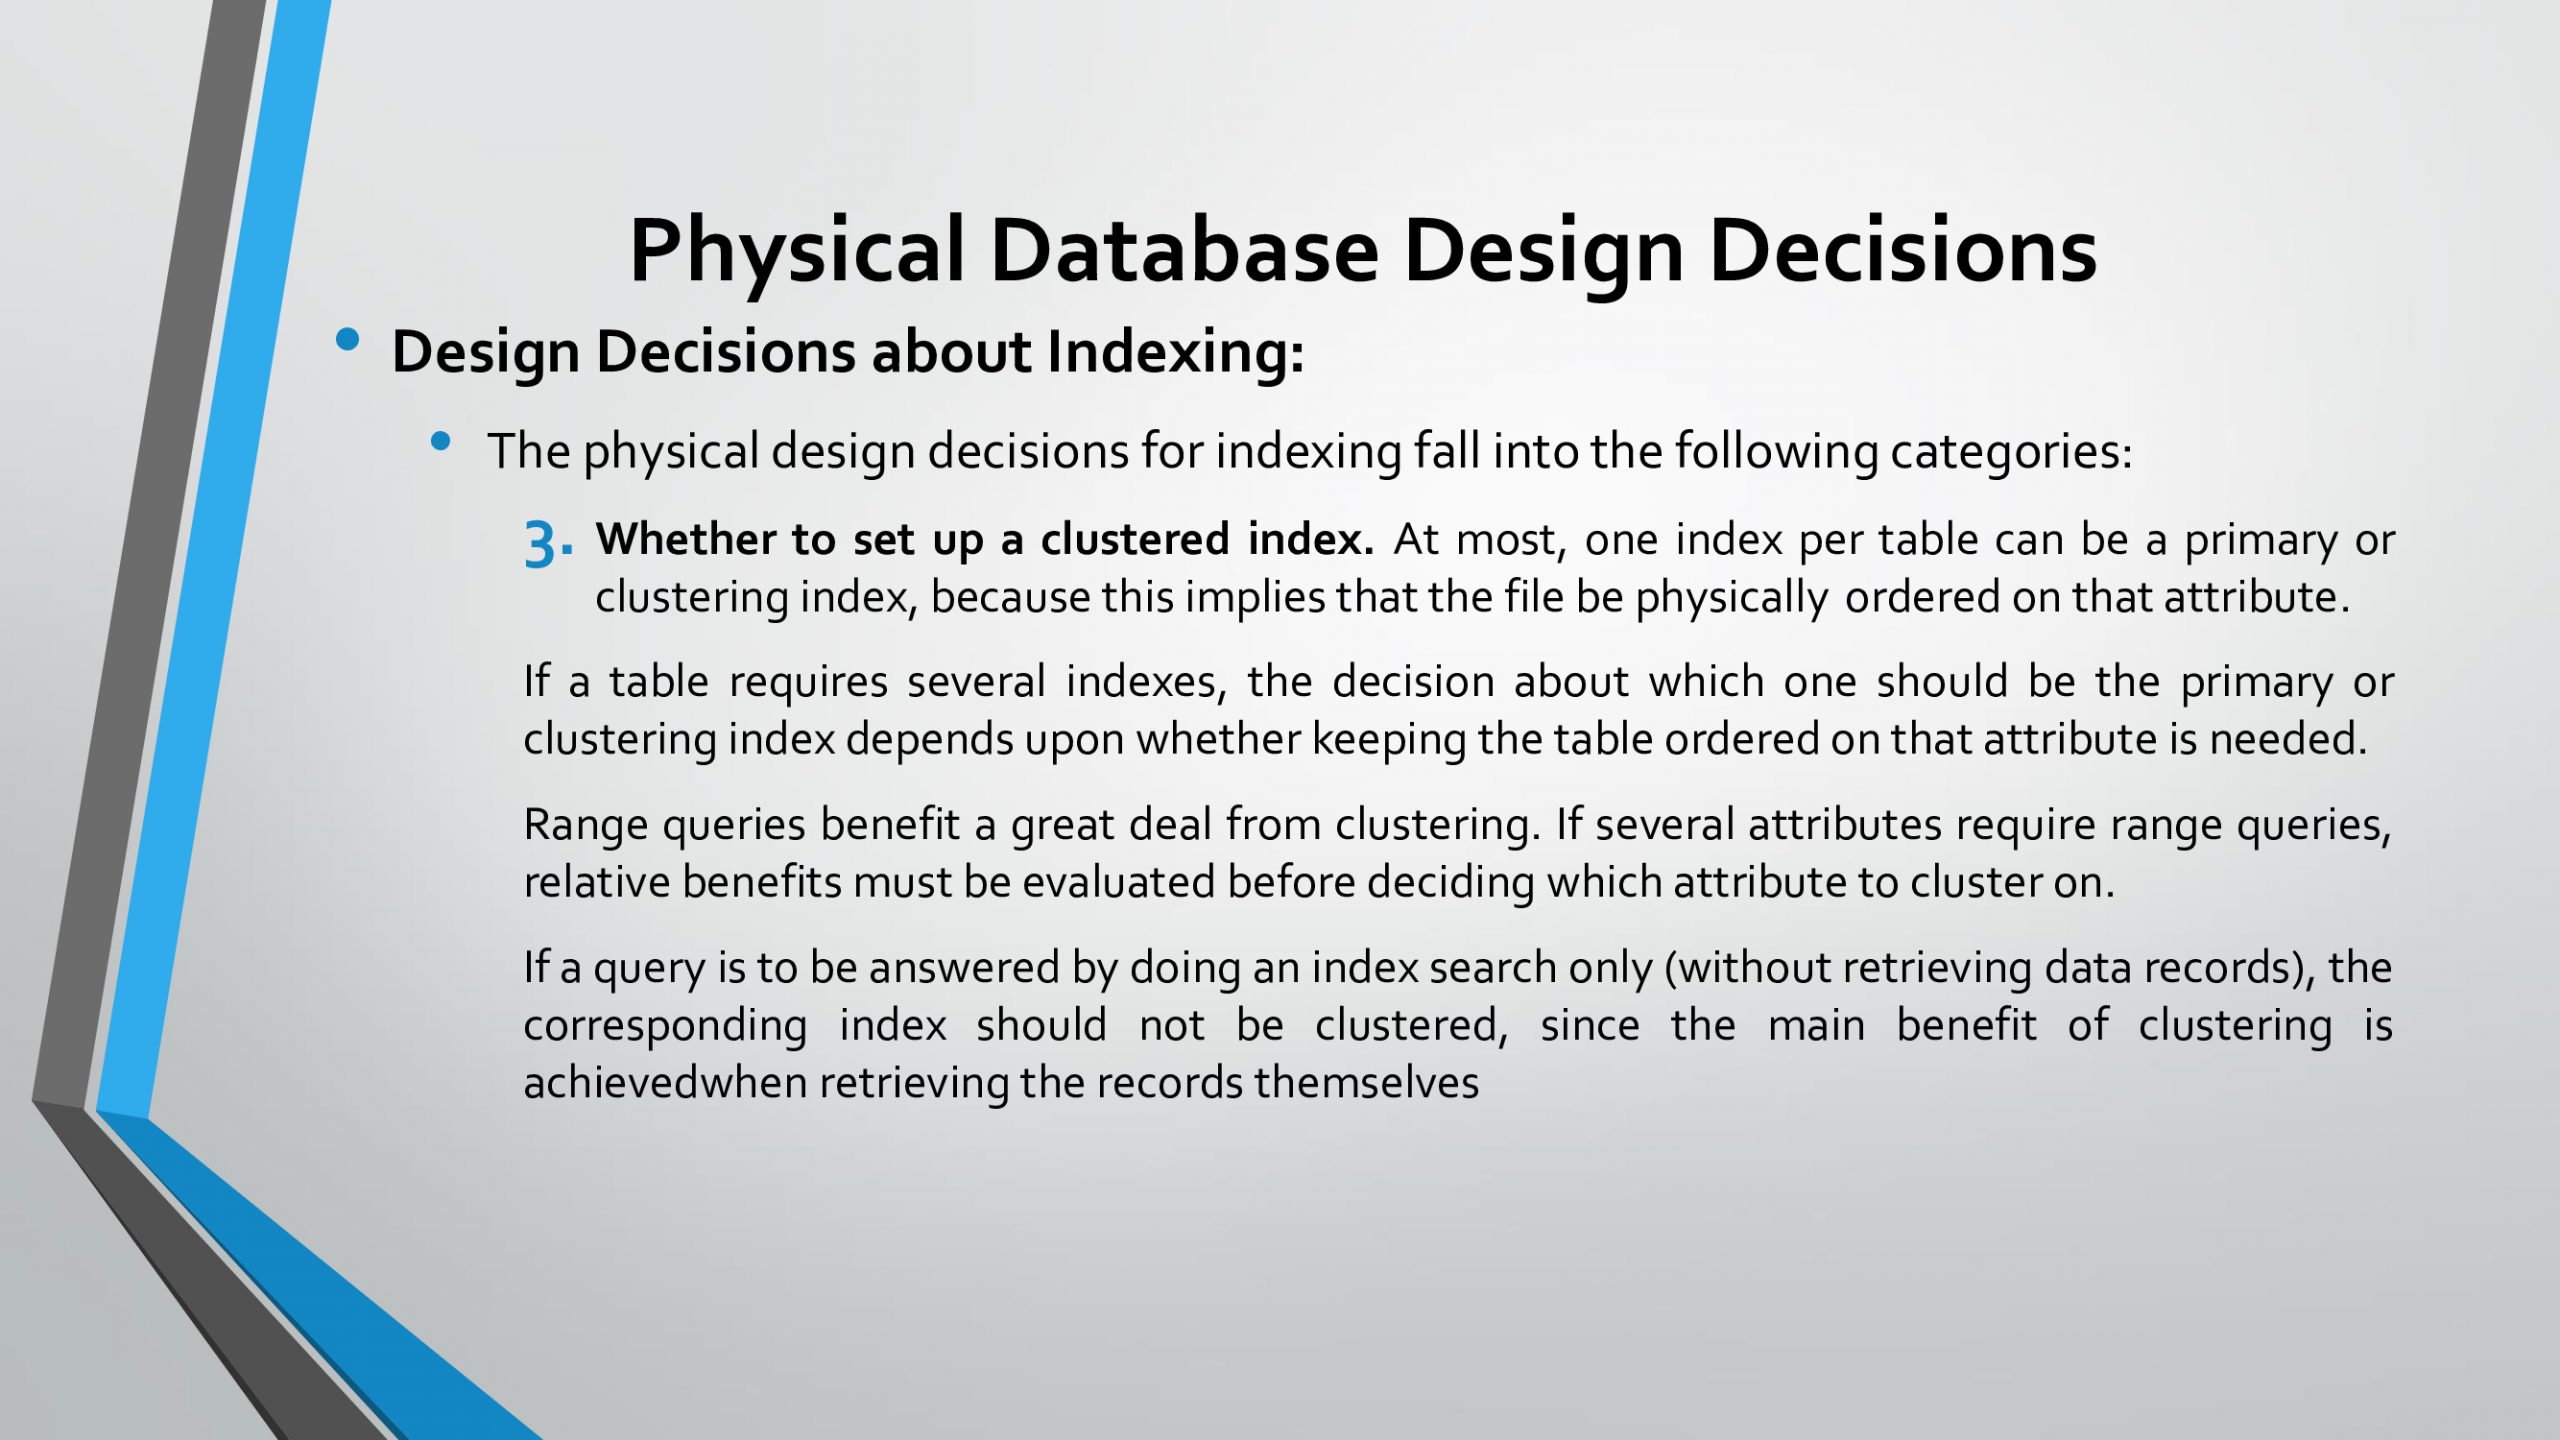 Physical Database Design Decisions
• Design Decisions about Indexing:
• The physical design decisions for indexing fall into the following categories:
3. Whether to set up a clustered index. At most, one index per table can be a primary or
clustering index, because this implies that the file be physically ordered on that attribute.
If a table requires several indexes, the decision about which one should be the primary or
clustering index depends upon whether keeping the table ordered on that attribute is needed.
Range queries benefit a great deal from clustering. If several attributes require range queries,
relative benefits must be evaluated before deciding which attribute to cluster on.
If a query is to be answered by doing an index search only (without retrieving data records), the
corresponding index should not be clustered, since the main benefit of clustering is
achievedwhen retrieving the records themselves